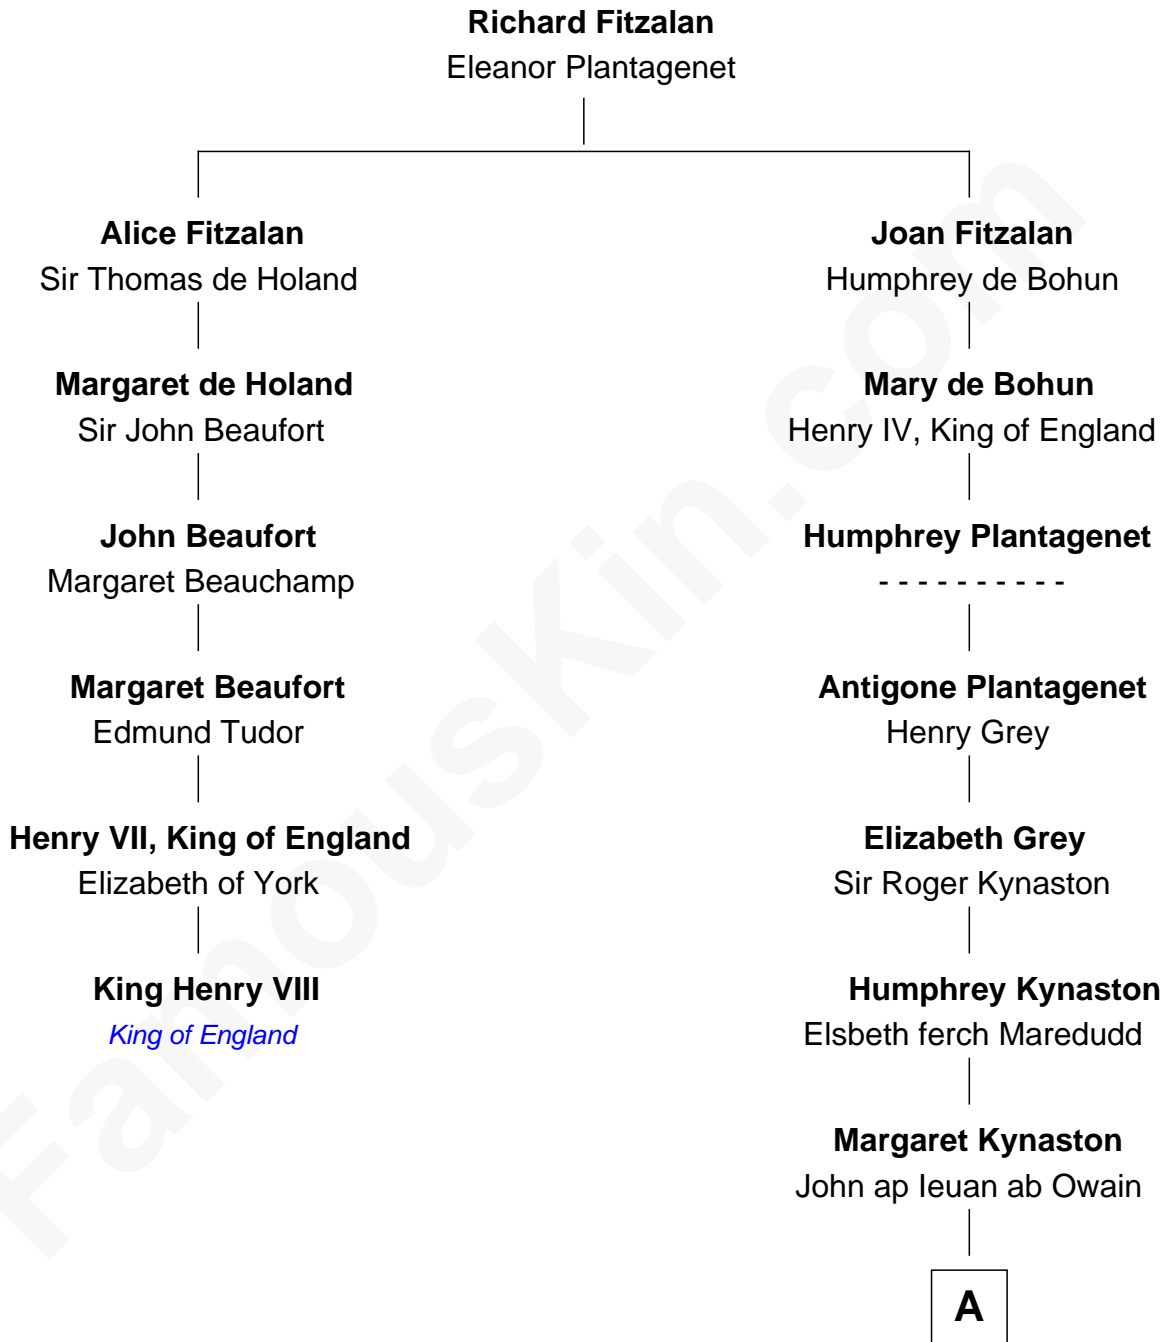 Richard Fitzalan
Eleanor Plantagenet
Alice Fitzalan
Sir Thomas de Holand
Margaret de Holand
Sir John Beaufort
John Beaufort
Margaret Beauchamp
Margaret Beaufort
Edmund Tudor
Henry VII, King of England
Elizabeth of York
King Henry VIII
King of England
Joan Fitzalan
Humphrey de Bohun
Mary de Bohun
Henry IV, King of England
Humphrey Plantagenet
- - - - - - - - - -
Antigone Plantagenet
Henry Grey
Elizabeth Grey
Sir Roger Kynaston
Humphrey Kynaston
Elsbeth ferch Maredudd
Margaret Kynaston
John ap Ieuan ab Owain
A
FamousKin.com